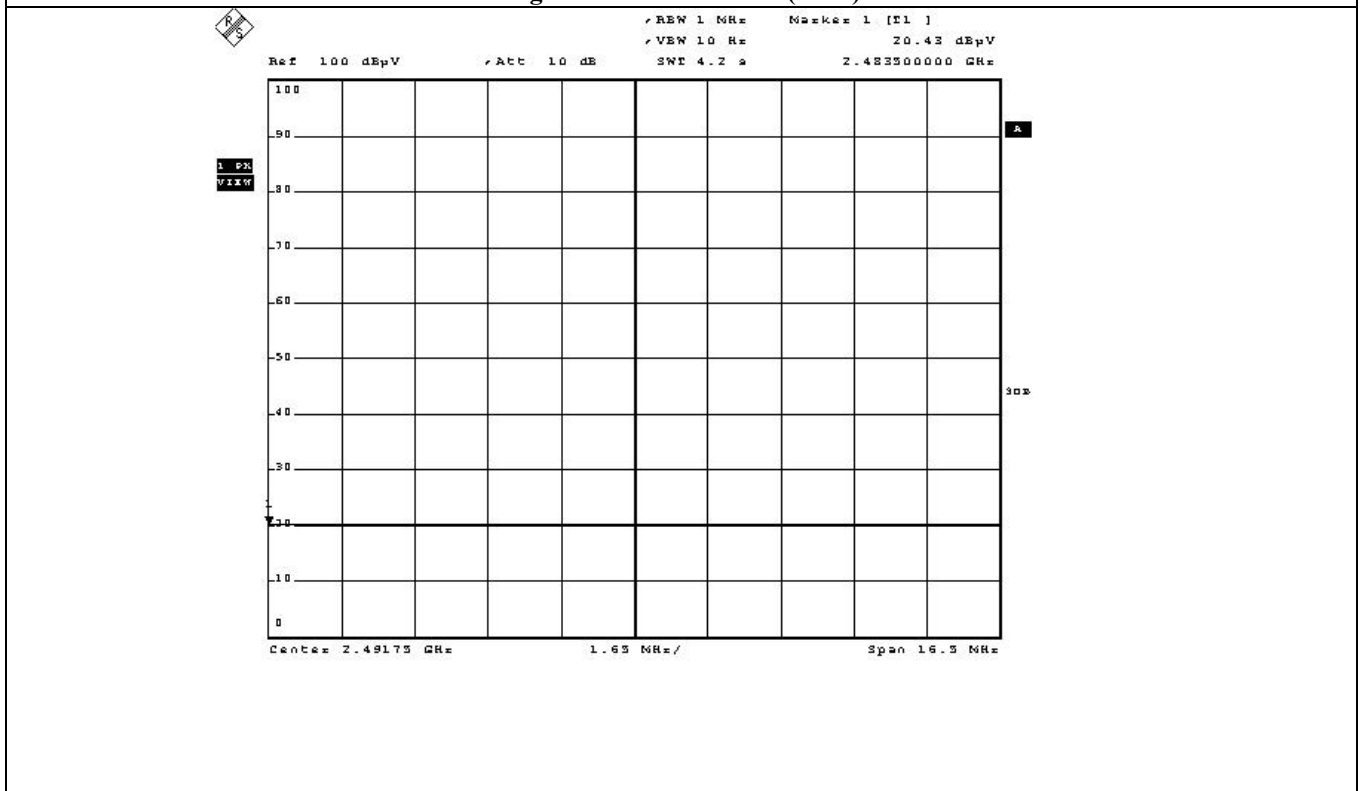 R S
RBW 1 MHz Marker 1 [T1 ]
VBW 10 Hz 20.43 dBµV
Ref 100 dBµV Att 10 dB SWT 4.2 s 2.483500000 GHz
100
90
A
1 PK
VIEW
80
70
60
50
40
30
1
20
10
0
Center 2.49175 GHz 1.65 MHz/ Span 16.5 MHz